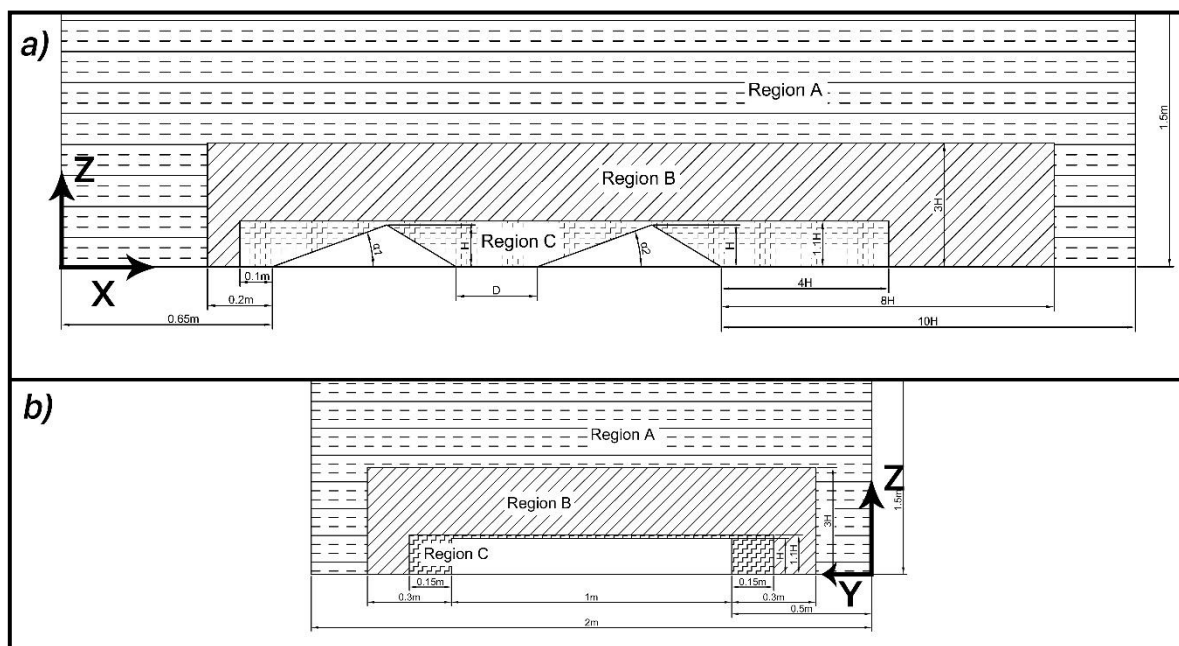 a)
Region A
1.5m
Z
Region B
3H
Region C
H
H
1.1H
α1
α2
0.1m
X
D
4H
0.2m
8H
0.65m
10H
b)
Region A
Z
1.5m
Region B
3H
Region C
H
1.1H
0.15m
0.15m
Y
0.3m
1m
0.3m
0.5m
2m